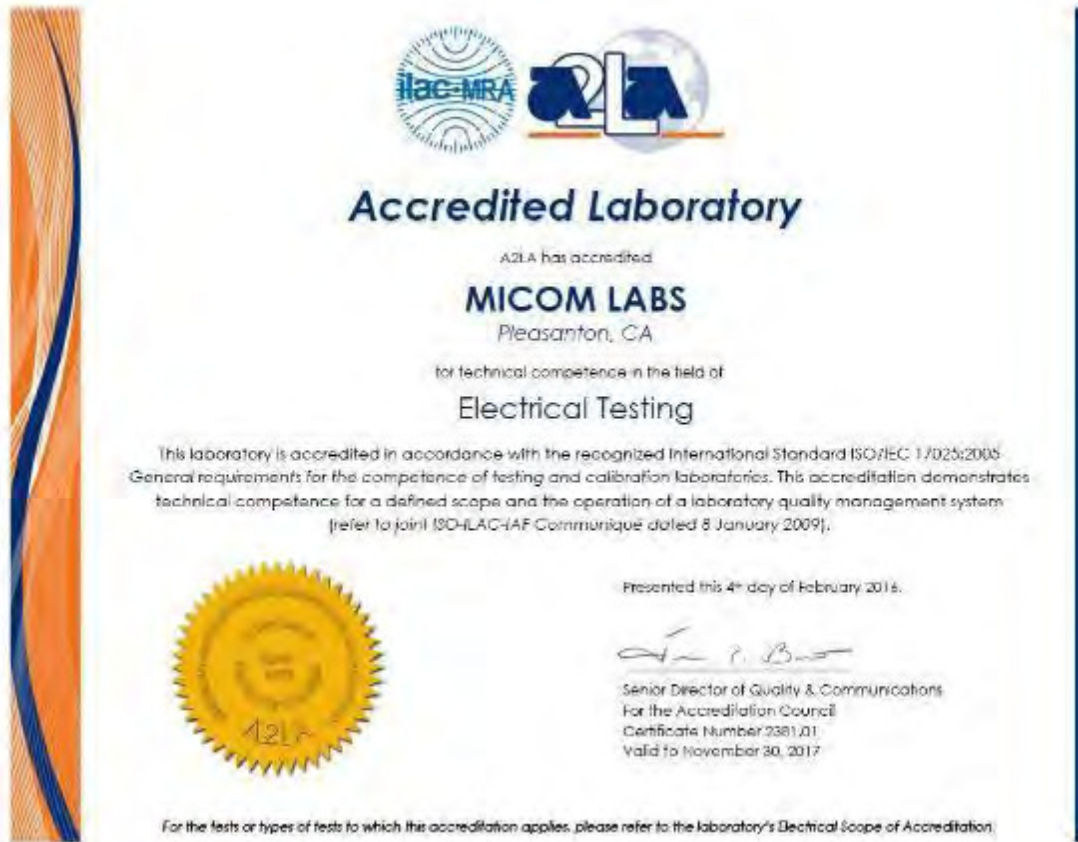 ilac-MRA
A2LA
Accredited Laboratory
A2LA has accredited
MICOM LABS
Pleasanton, CA
for technical competence in the field of
Electrical Testing
This laboratory is accredited in accordance with the recognized International Standard ISO/IEC 17025:2005
General requirements for the competence of testing and calibration laboratories. This accreditation demonstrates
technical competence for a defined scope and the operation of a laboratory quality management system
(refer to joint ISO-ILAC-IAF Communiqué dated 8 January 2009).
Presented this 4th day of February 2016.
Senior Director of Quality & Communications
For the Accreditation Council
Certificate Number 2381.01
Valid to November 30, 2017
A2LA
For the tests or types of tests to which this accreditation applies, please refer to the laboratory's Electrical Scope of Accreditation.